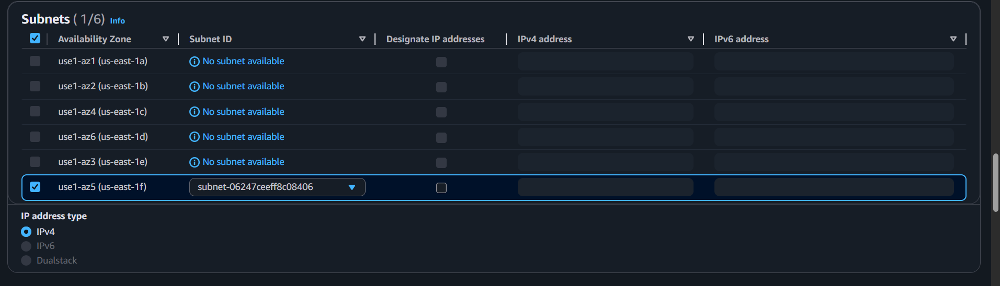 Subnets ( 1/6) Info
Availability Zone Subnet ID Designate IP addresses IPv4 address IPv6 address
use1-az1 (us-east-1a) No subnet available
use1-az2 (us-east-1b) No subnet available
use1-az4 (us-east-1c) No subnet available
use1-az6 (us-east-1d) No subnet available
use1-az3 (us-east-1e) No subnet available
use1-az5 (us-east-1f) subnet-06247ceeff8c08406
IP address type
IPv4
IPv6
Dualstack